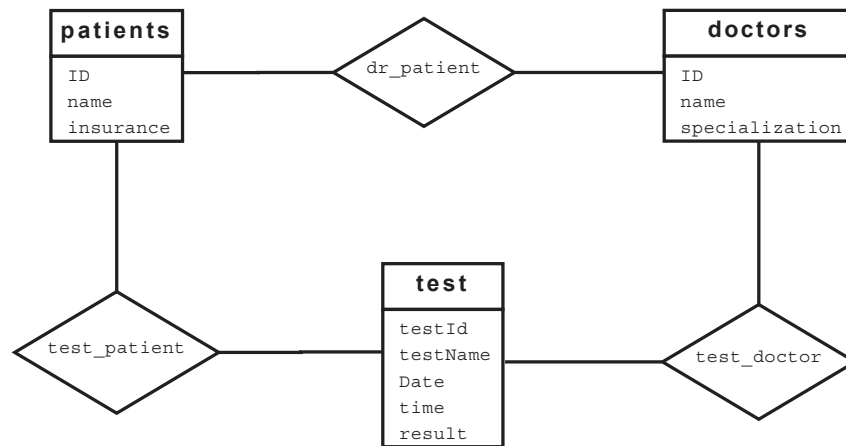 patients
ID
name
insurance
dr_patient
doctors
ID
name
specialization
test_patient
test
testId
testName
Date
time
result
test_doctor